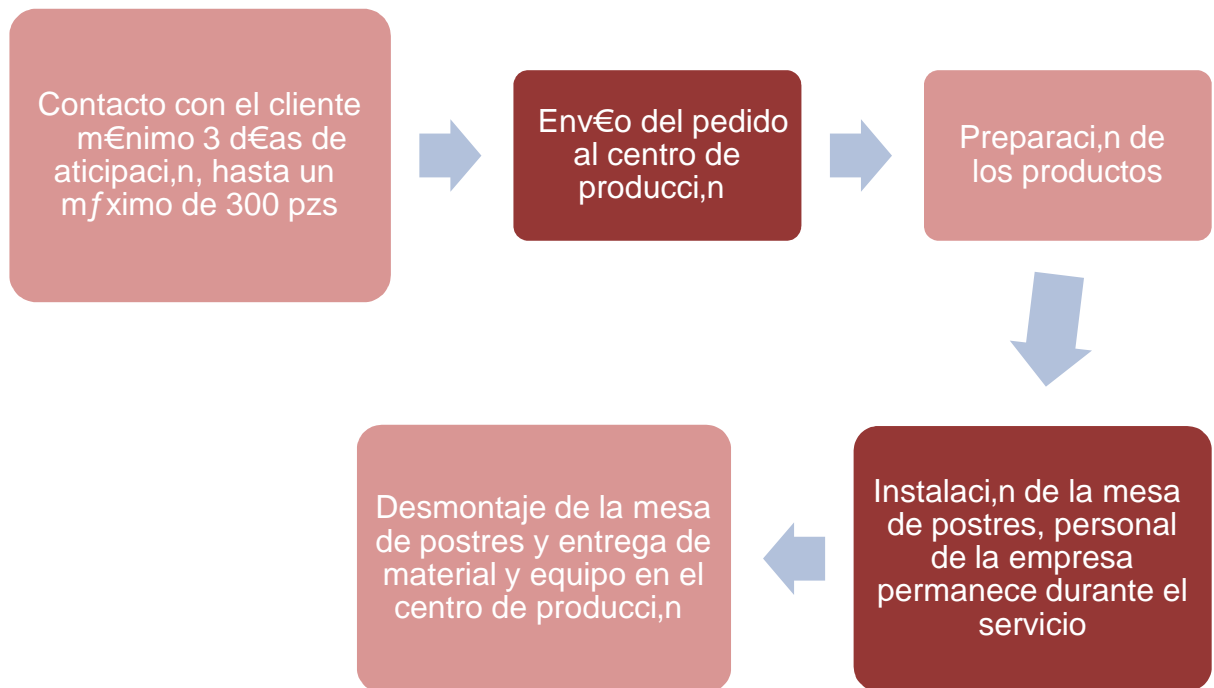 Contacto con el cliente
m€nimo 3 d€as de
aticipaci,n, hasta un
mƒximo de 300 pzs
Env€o del pedido
al centro de
producci,n
Preparaci,n de
los productos
Instalaci,n de la mesa
de postres, personal
de la empresa
permanece durante el
servicio
Desmontaje de la mesa
de postres y entrega de
material y equipo en el
centro de producci,n